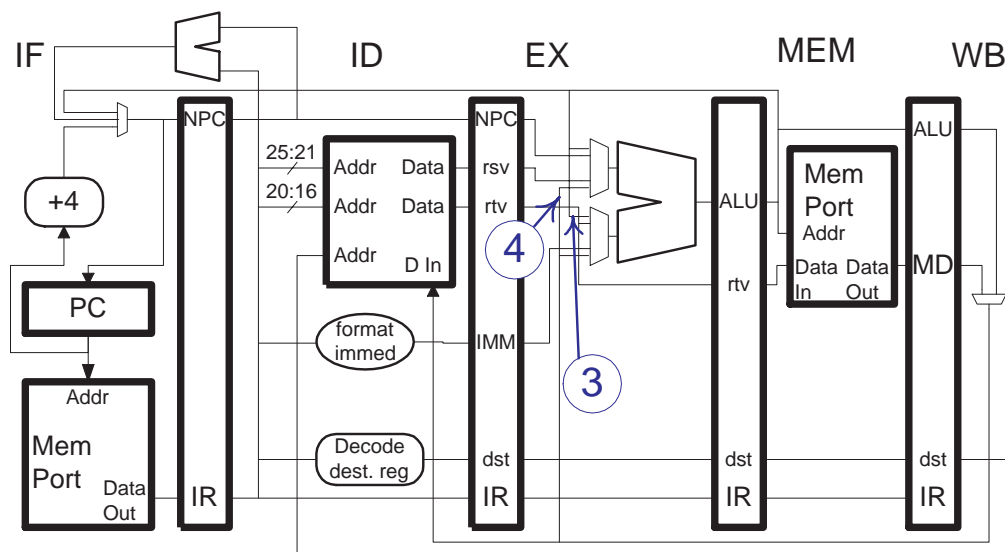 IF
ID
EX
MEM
WB
NPC
NPC
ALU
25:21
20:16
Addr
Data
rsv
Addr
Data
rtv
Addr
D In
+4
PC
ALU
rtv
Mem
Port
Addr
Data
In
Data
Out
MD
4
3
format
immed
IMM
Addr
Mem
Port
Data
Out
Decode
dest. reg
dst
dst
dst
IR
IR
IR
IR